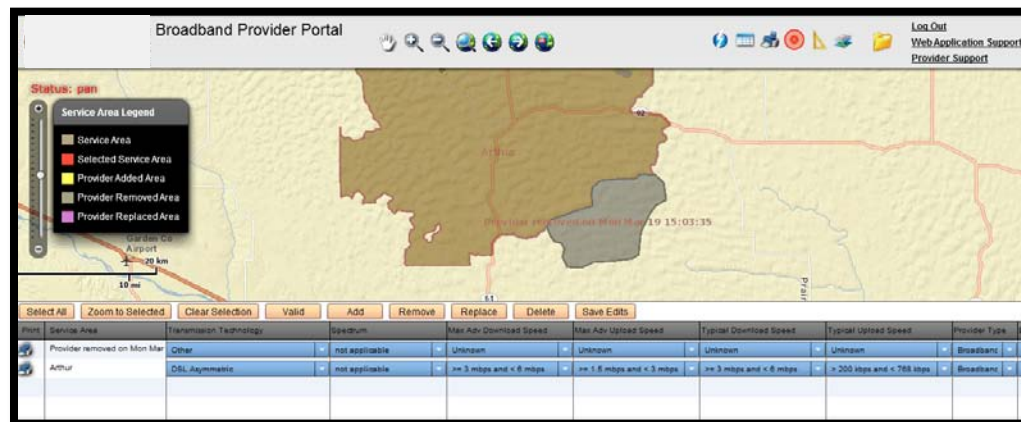 Broadband Provider Portal
Log Out
Web Application Support
Provider Support
Status: pan
Service Area Legend
Service Area
Selected Service Area
Provider Added Area
Provider Removed Area
Provider Replaced Area
92
Arthur
Provider removed on Mon Mar 19 15:03:35
Garden Co
Airport
20 km
10 mi
61
Prair
Select All Zoom to Selected Clear Selection Valid Add Remove Replace Delete Save Edits
Print Service Area Transmission Technology Spectrum Max Adv Download Speed Max Adv Upload Speed Typical Download Speed Typical Upload Speed Provider Type
Provider removed on Mon Mar Other not applicable Unknown Unknown Unknown Unknown Broadband
Arthur DSL Asymmetric not applicable >= 3 mbps and < 6 mbps >= 1.5 mbps and < 3 mbps >= 3 mbps and < 6 mbps > 200 kbps and < 768 kbps Broadband